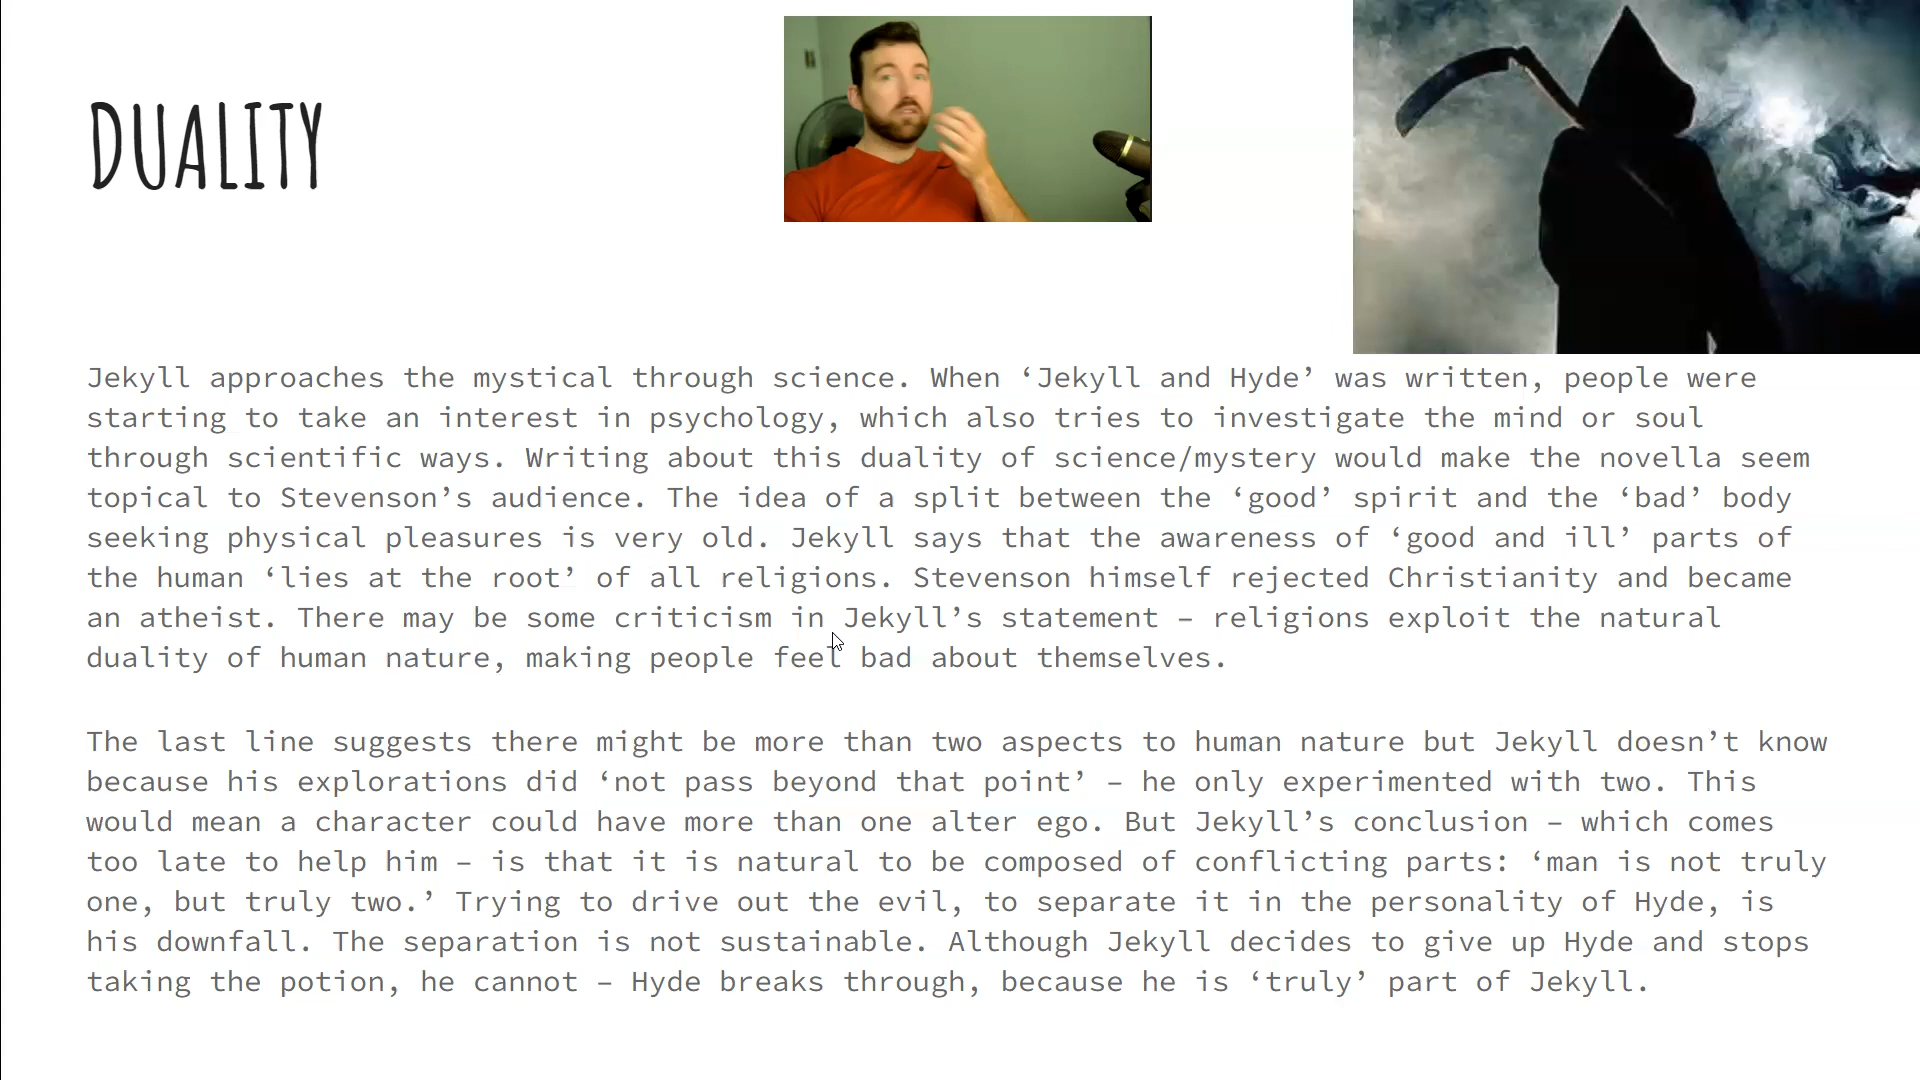 DUALITY
Jekyll approaches the mystical through science. When ‘Jekyll and Hyde’ was written, people were
starting to take an interest in psychology, which also tries to investigate the mind or soul
through scientific ways. Writing about this duality of science/mystery would make the novella seem
topical to Stevenson’s audience. The idea of a split between the ‘good’ spirit and the ‘bad’ body
seeking physical pleasures is very old. Jekyll says that the awareness of ‘good and ill’ parts of
the human ‘lies at the root’ of all religions. Stevenson himself rejected Christianity and became
an atheist. There may be some criticism in Jekyll’s statement – religions exploit the natural
duality of human nature, making people feel bad about themselves.
The last line suggests there might be more than two aspects to human nature but Jekyll doesn’t know
because his explorations did ‘not pass beyond that point’ – he only experimented with two. This
would mean a character could have more than one alter ego. But Jekyll’s conclusion – which comes
too late to help him – is that it is natural to be composed of conflicting parts: ‘man is not truly
one, but truly two.’ Trying to drive out the evil, to separate it in the personality of Hyde, is
his downfall. The separation is not sustainable. Although Jekyll decides to give up Hyde and stops
taking the potion, he cannot – Hyde breaks through, because he is ‘truly’ part of Jekyll.